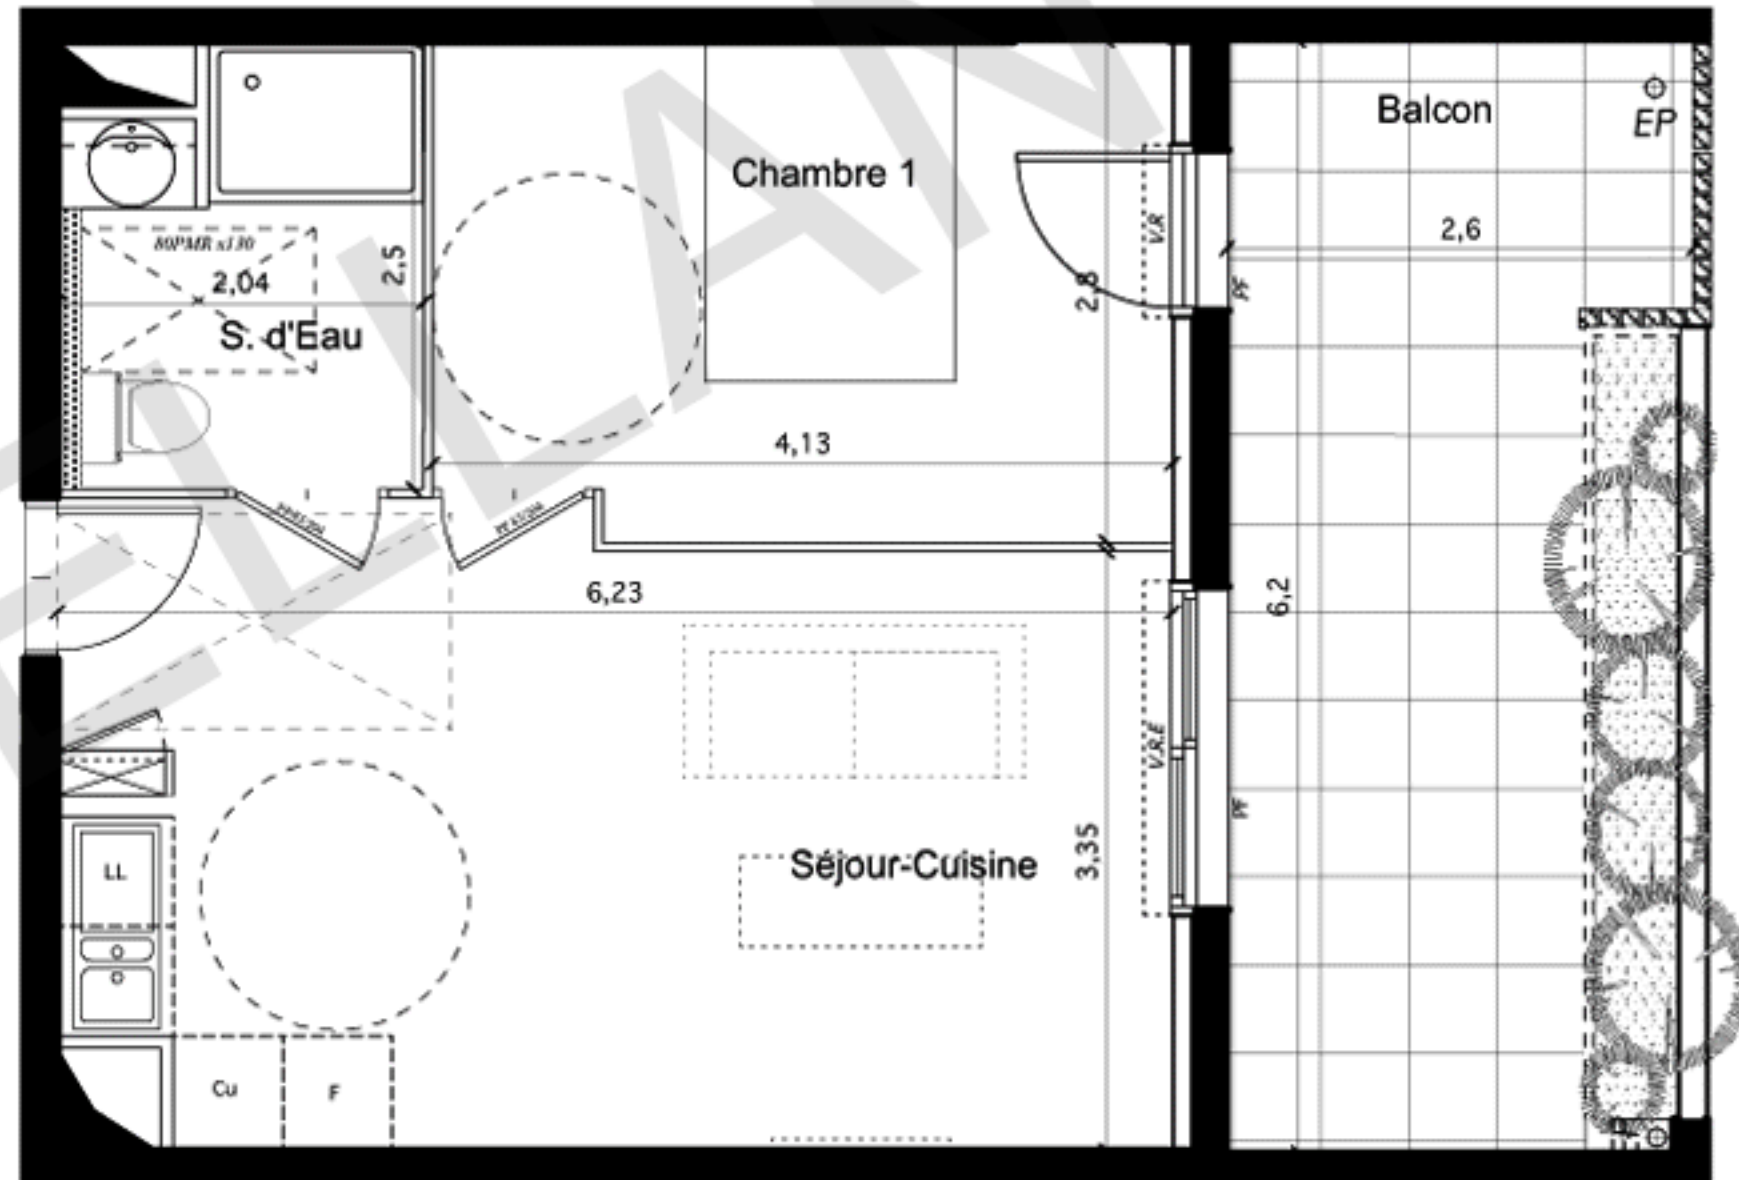 Balcon
EP
Chambre 1
V.R
2,6
80PMR x130
2,04
2,5
2,8
PF
S. d'Eau
4,13
6,23
6,2
V.R.E
PF
Séjour-Cuisine
3,35
LL
Cu
F
ELLAN